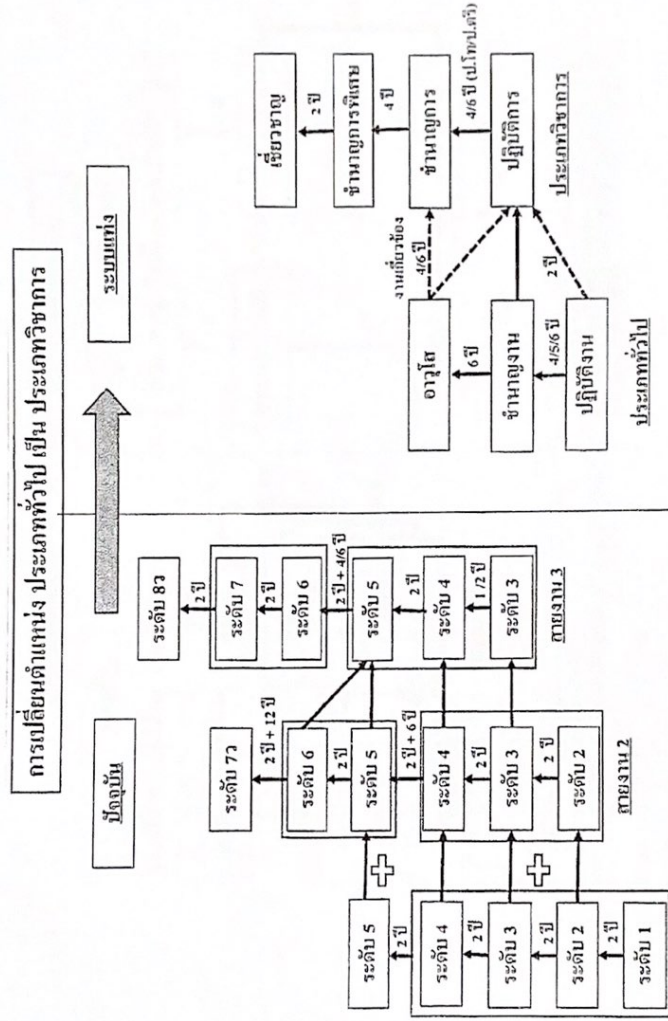 การเปลี่ยนตำแหน่ง ประเภททั่วไป เป็น ประเภทวิชาการ
ปัจจุบัน
ระบบแท่ง
ระดับ 5
2 ปี
ระดับ 4
2 ปี
ระดับ 3
2 ปี
ระดับ 2
2 ปี
ระดับ 1
ระดับ 7ว
2 ปี + 12 ปี
ระดับ 6
2 ปี
ระดับ 5
2 ปี + 6 ปี
ระดับ 4
2 ปี
ระดับ 3
2 ปี
ระดับ 2
สายงาน 2
ระดับ 8ว
2 ปี
ระดับ 7
2 ปี
ระดับ 6
2 ปี + 4/6 ปี
ระดับ 5
2 ปี
ระดับ 4
1/2 ปี
ระดับ 3
สายงาน 3
อาวุโส
6 ปี
ชำนาญงาน
4/5/6 ปี
ปฏิบัติงาน
ประเภททั่วไป
งานเกี่ยวข้อง
4/6 ปี
2 ปี
เชี่ยวชาญ
2 ปี
ชำนาญการพิเศษ
4 ปี
ชำนาญการ
4/6 ปี (ป.โท/ป.ตรี)
ปฏิบัติการ
ประเภทวิชาการ